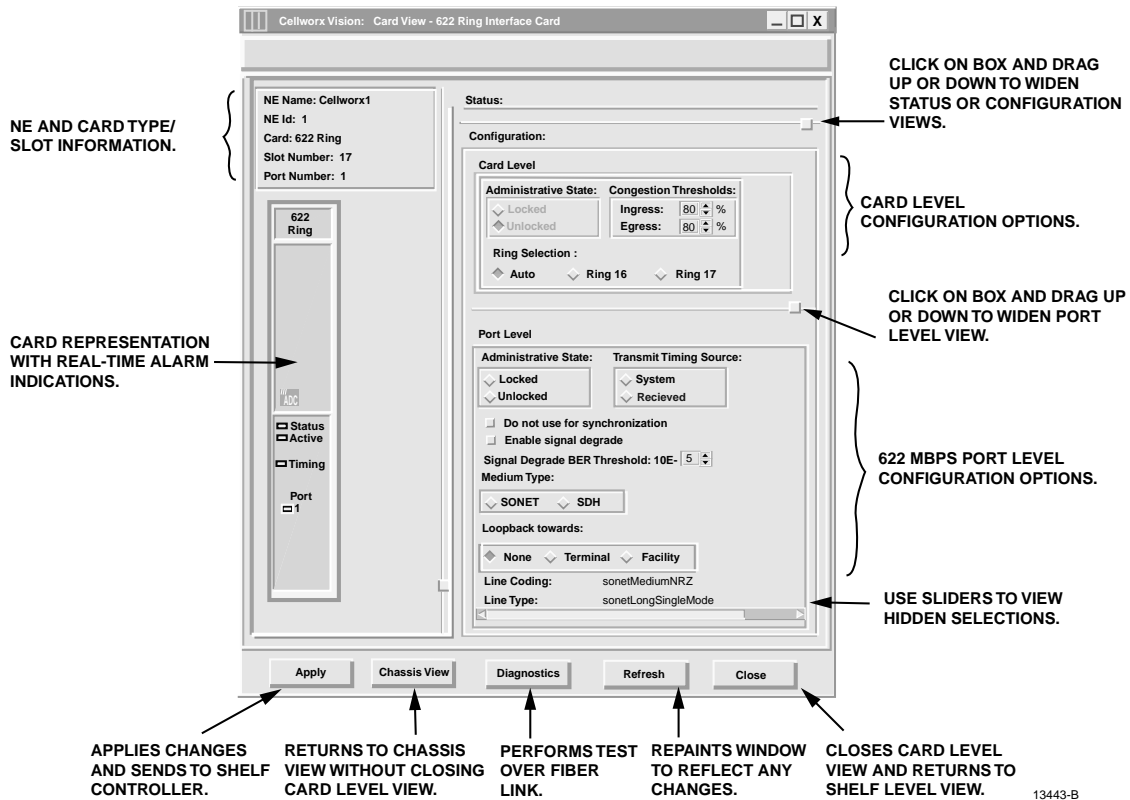 Cellworx Vision: Card View - 622 Ring Interface Card
X
NE AND CARD TYPE/
SLOT INFORMATION.
NE Name: Cellworx1
NE Id: 1
Card: 622 Ring
Slot Number: 17
Port Number: 1
622
Ring
CARD REPRESENTATION
WITH REAL-TIME ALARM
INDICATIONS.
ADC
Status
Active
Timing
Port
1
Status:
Configuration:
Card Level
Administrative State:
Locked
Unlocked
Congestion Thresholds:
Ingress: 80 %
Egress: 80 %
Ring Selection :
Auto Ring 16 Ring 17
Port Level
Administrative State:
Locked
Unlocked
Transmit Timing Source:
System
Recieved
Do not use for synchronization
Enable signal degrade
Signal Degrade BER Threshold: 10E- 5
Medium Type:
SONET SDH
Loopback towards:
None Terminal Facility
Line Coding: sonetMediumNRZ
Line Type: sonetLongSingleMode
CLICK ON BOX AND DRAG
UP OR DOWN TO WIDEN
STATUS OR CONFIGURATION
VIEWS.
CARD LEVEL
CONFIGURATION OPTIONS.
CLICK ON BOX AND DRAG UP
OR DOWN TO WIDEN PORT
LEVEL VIEW.
622 MBPS PORT LEVEL
CONFIGURATION OPTIONS.
USE SLIDERS TO VIEW
HIDDEN SELECTIONS.
Apply Chassis View Diagnostics Refresh Close
APPLIES CHANGES
AND SENDS TO SHELF
CONTROLLER.
RETURNS TO CHASSIS
VIEW WITHOUT CLOSING
CARD LEVEL VIEW.
PERFORMS TEST
OVER FIBER
LINK.
REPAINTS WINDOW
TO REFLECT ANY
CHANGES.
CLOSES CARD LEVEL
VIEW AND RETURNS TO
SHELF LEVEL VIEW.
13443-B